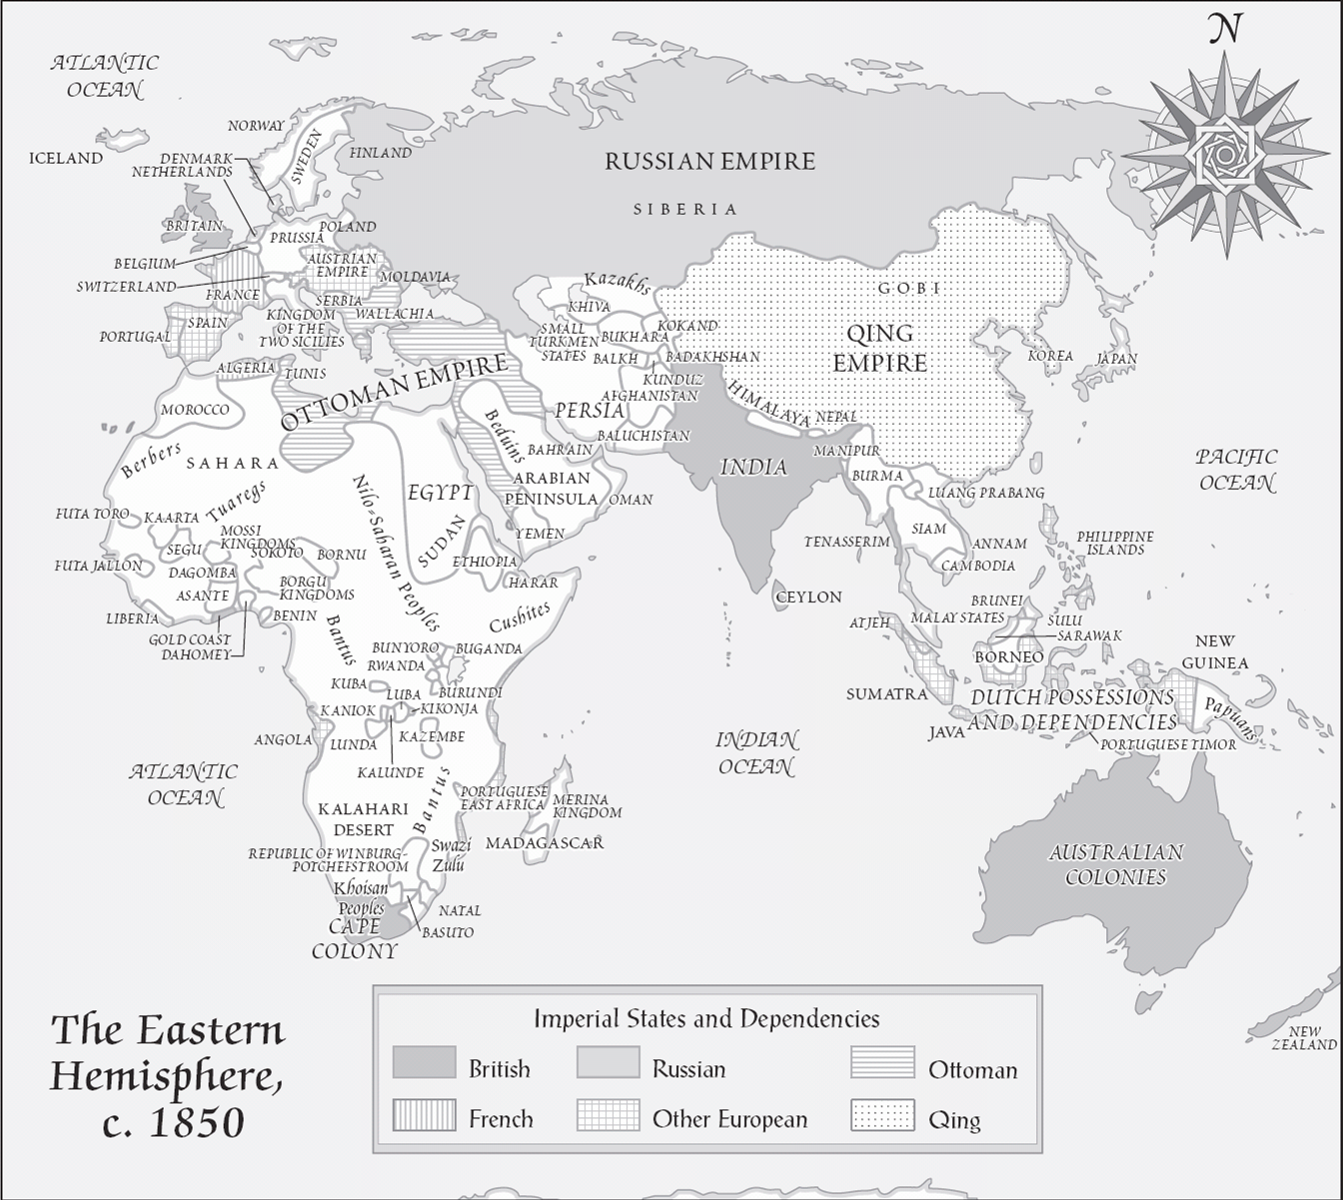 N
ATLANTIC
OCEAN
ICELAND
NORWAY
SWEDEN
FINLAND
DENMARK
NETHERLANDS
BRITAIN
PRUSSIA
POLAND
BELGIUM
SWITZERLAND
FRANCE
AUSTRIAN
EMPIRE
MOLDAVIA
SERBIA
WALLACHIA
PORTUGAL
SPAIN
KINGDOM
OF THE
TWO SICILIES
RUSSIAN EMPIRE
SIBERIA
Kazakhs
KHIVA
SMALL
TURKMEN
STATES
BUKHARA
KOKAND
BALKH
BADAKHSHAN
KUNDUZ
AFGHANISTAN
PERSIA
BALUCHISTAN
GOBI
QING
EMPIRE
KOREA
JAPAN
HIMALAYA
NEPAL
MANIPUR
INDIA
BURMA
LUANG PRABANG
SIAM
TENASSERIM
ANNAM
CAMBODIA
CEYLON
PHILIPPINE
ISLANDS
PACIFIC
OCEAN
ALGERIA
TUNIS
OTTOMAN EMPIRE
MOROCCO
Berbers
SAHARA
Tuaregs
Beduins
BAHRAIN
ARABIAN
PENINSULA
OMAN
YEMEN
EGYPT
SUDAN
Nilo-Saharan Peoples
FUTA TORO
KAARTA
SEGU
MOSSI
KINGDOMS
SOKOTO
BORNU
FUTA JALLON
DAGOMBA
ASANTE
BORGU
KINGDOMS
LIBERIA
BENIN
GOLD COAST
DAHOMEY
ETHIOPIA
HARAR
Cushites
Bantus
BUNYORO
BUGANDA
RWANDA
KUBA
LUBA
BURUNDI
KANIOK
KIKONJA
ANGOLA
LUNDA
KAZEMBE
KALUNDE
Bantus
KALAHARI
DESERT
PORTUGUESE
EAST AFRICA
MERINA
KINGDOM
MADAGASCAR
REPUBLIC OF WINBURG-
POTCHEFSTROOM
Swazi
Zulu
Khoisan
Peoples
CAPE
COLONY
NATAL
BASUTO
ATLANTIC
OCEAN
INDIAN
OCEAN
ATJEH
MALAY STATES
BRUNEI
SULU
SARAWAK
BORNEO
SUMATRA
JAVA
DUTCH POSSESSIONS
AND DEPENDENCIES
PORTUGUESE TIMOR
NEW
GUINEA
Papuans
AUSTRALIAN
COLONIES
NEW
ZEALAND
The Eastern
Hemisphere,
c. 1850
Imperial States and Dependencies
British
Russian
Ottoman
French
Other European
Qing